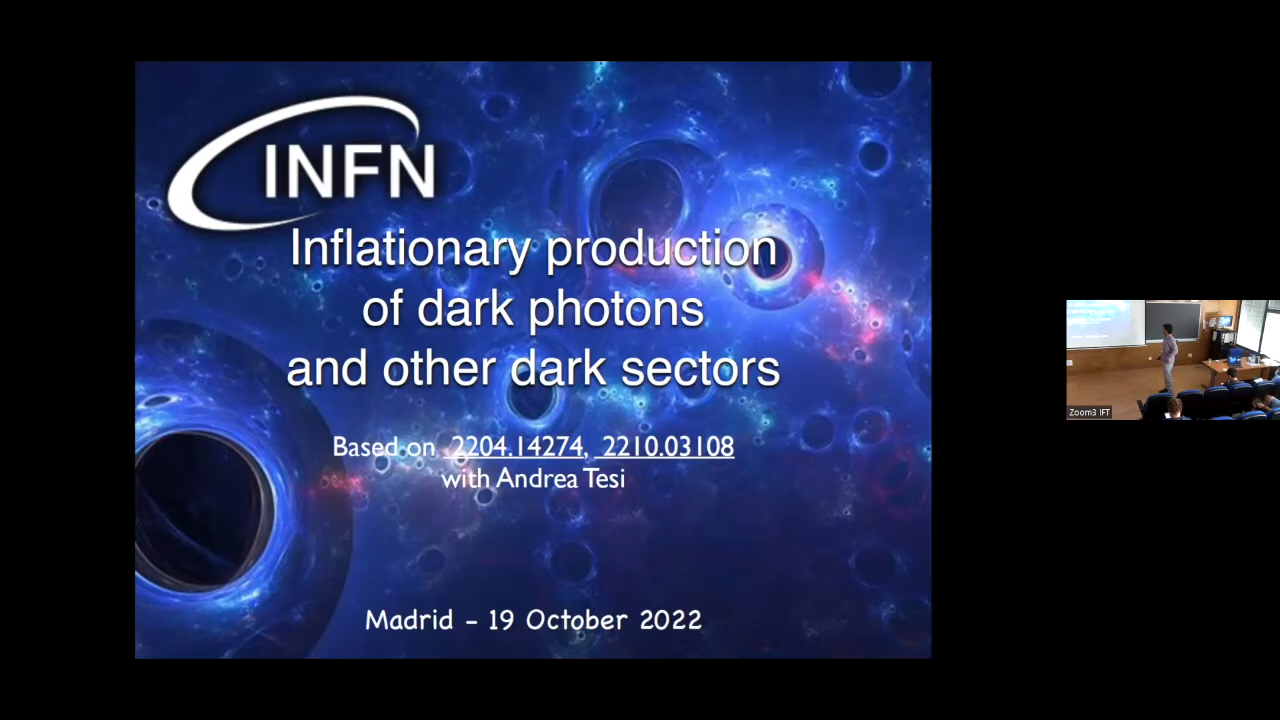 INFN
Inflationary production
of dark photons
and other dark sectors
Based on 2204.14274, 2210.03108
with Andrea Tesi
Madrid - 19 October 2022
Zoom3 IFT